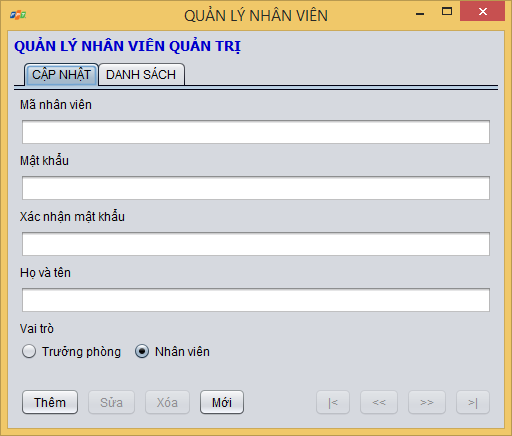 QUẢN LÝ NHÂN VIÊN
QUẢN LÝ NHÂN VIÊN QUẢN TRỊ
CẬP NHẬT DANH SÁCH
Mã nhân viên
Mật khẩu
Xác nhận mật khẩu
Họ và tên
Vai trò
Trưởng phòng Nhân viên
Thêm Sửa Xóa Mới |< << >> >|